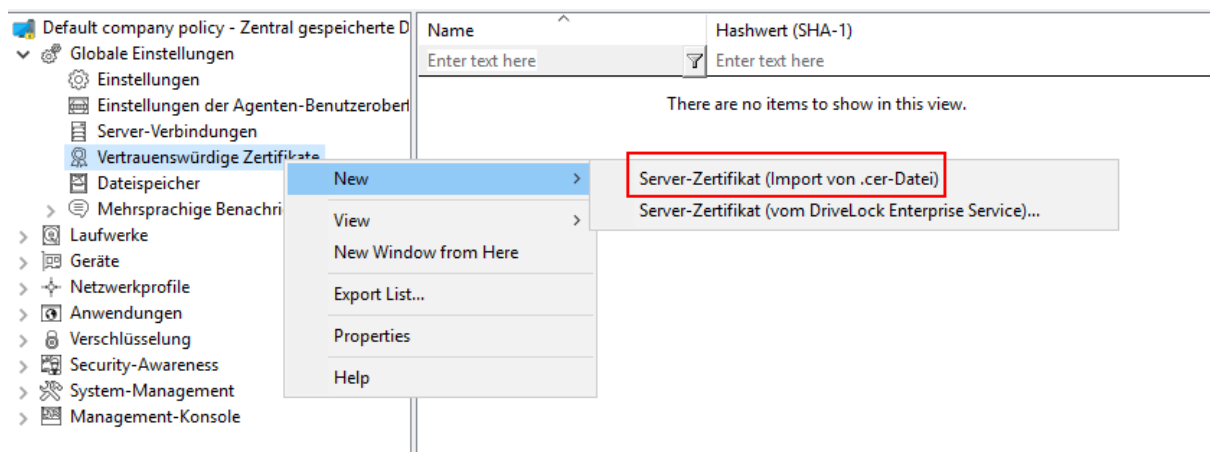 Default company policy - Zentral gespeicherte D
Globale Einstellungen
Einstellungen
Einstellungen der Agenten-Benutzerober
Server-Verbindungen
Vertrauenswürdige Zertifikate
Dateispeicher
Mehrsprachige Benachri
Laufwerke
Geräte
Netzwerkprofile
Anwendungen
Verschlüsselung
Security-Awareness
System-Management
Management-Konsole
Name Hashwert (SHA-1)
Enter text here Enter text here
There are no items to show in this view.
New
View
New Window from Here
Export List...
Properties
Help
Server-Zertifikat (Import von .cer-Datei)
Server-Zertifikat (vom DriveLock Enterprise Service)...